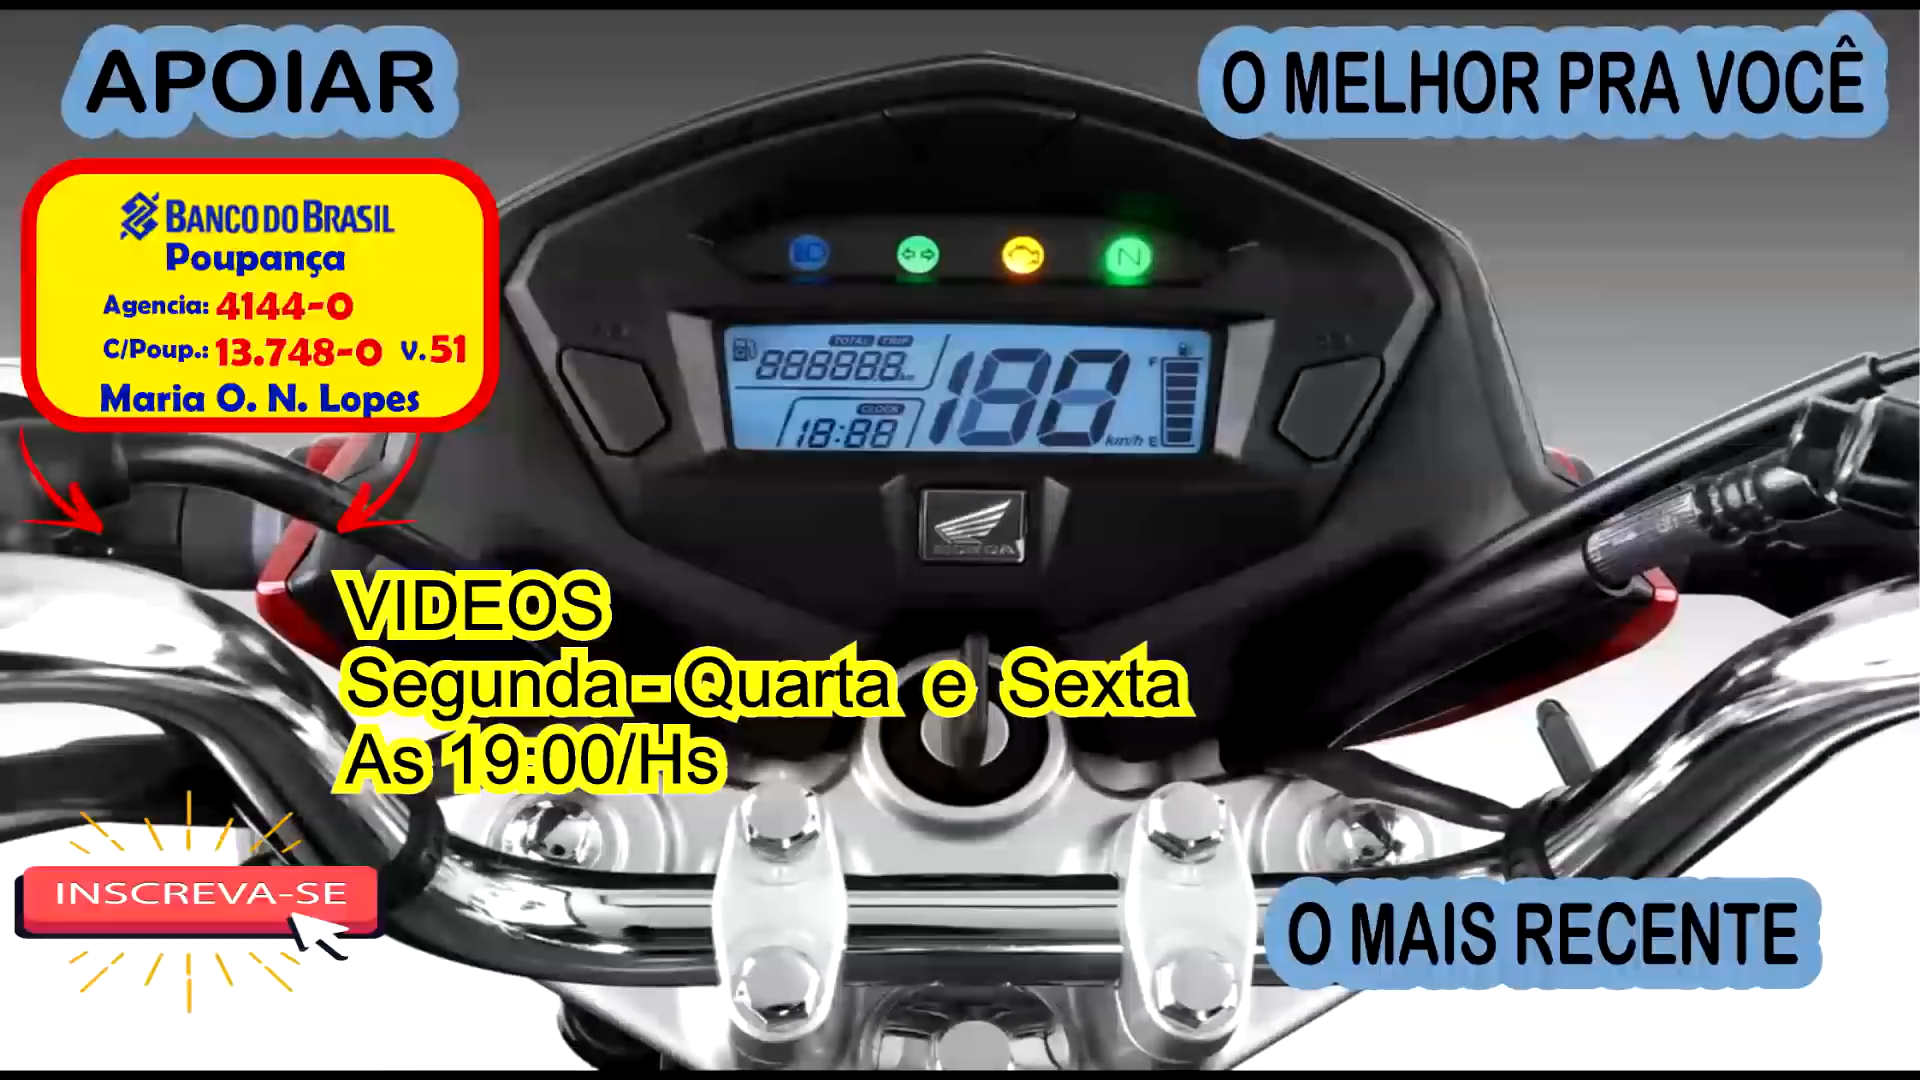 APOIAR
O MELHOR PRA VOCÊ
BANCO DO BRASIL
Poupança
Agencia: 4144-0
C/Poup.: 13.748-0 v.51
Maria O. N. Lopes
TOTAL TRIP
888888
188
km/h
F
E
CLOCK
18:88
N
HONDA
VIDEOS
Segunda-Quarta e Sexta
As 19:00/Hs
INSCREVA-SE
O MAIS RECENTE